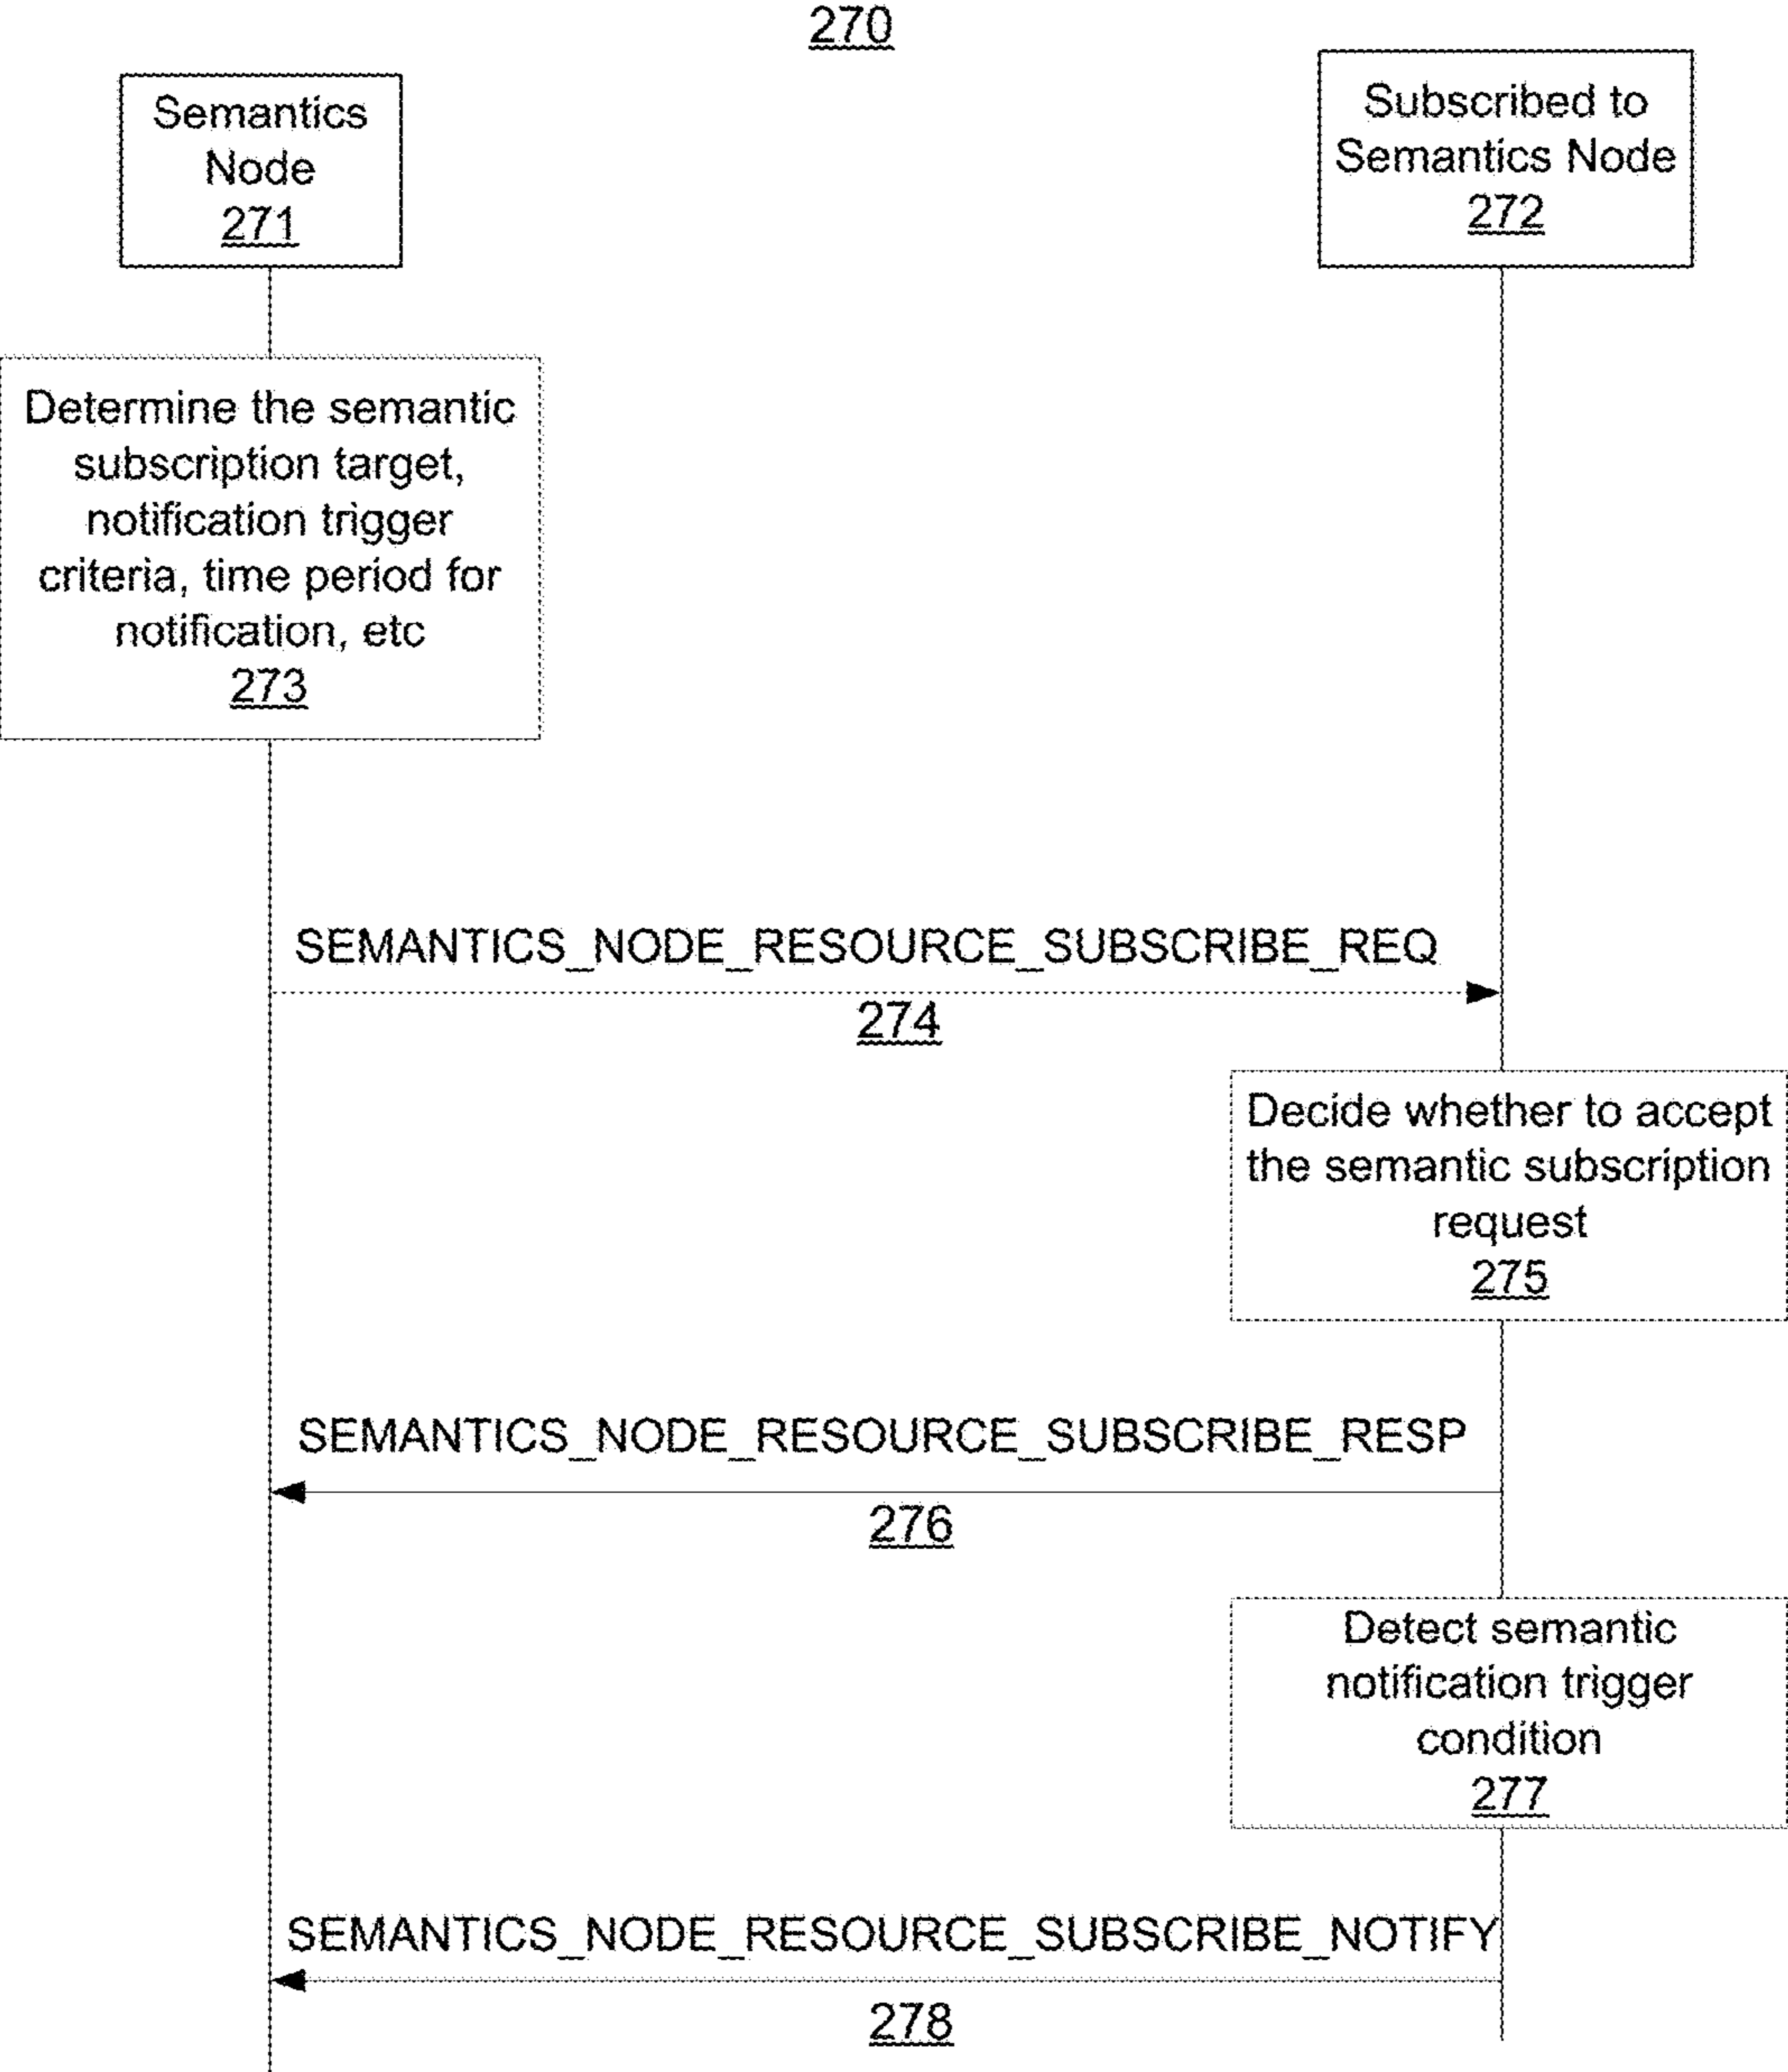 270
Semantics
Node
271
Subscribed to
Semantics Node
272
Determine the semantic
subscription target,
notification trigger
criteria, time period for
notification, etc
273
SEMANTICS_NODE_RESOURCE_SUBSCRIBE_REQ
274
Decide whether to accept
the semantic subscription
request
275
SEMANTICS_NODE_RESOURCE_SUBSCRIBE_RESP
276
Detect semantic
notification trigger
condition
277
SEMANTICS_NODE_RESOURCE_SUBSCRIBE_NOTIFY
278